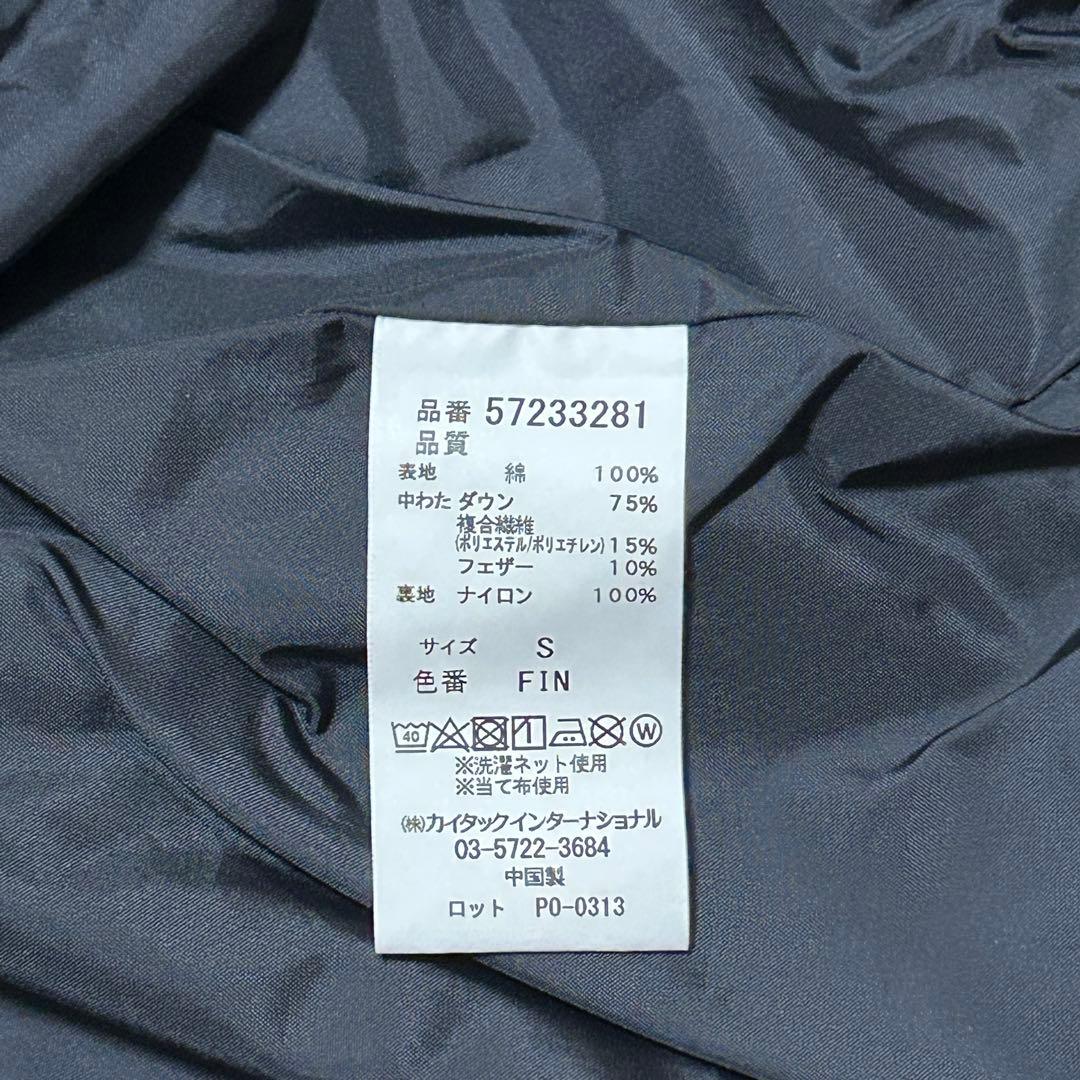 品番 57233281
品質
表地 綿 100%
中わた ダウン 75%
複合繊維
(ポリエステル/ポリエチレン)15%
フェザー 10%
裏地 ナイロン 100%
サイズ S
色番 FIN
40 W
※洗濯ネット使用
※当て布使用
㈱カイタックインターナショナル
03-5722-3684
中国製
ロット PO-0313